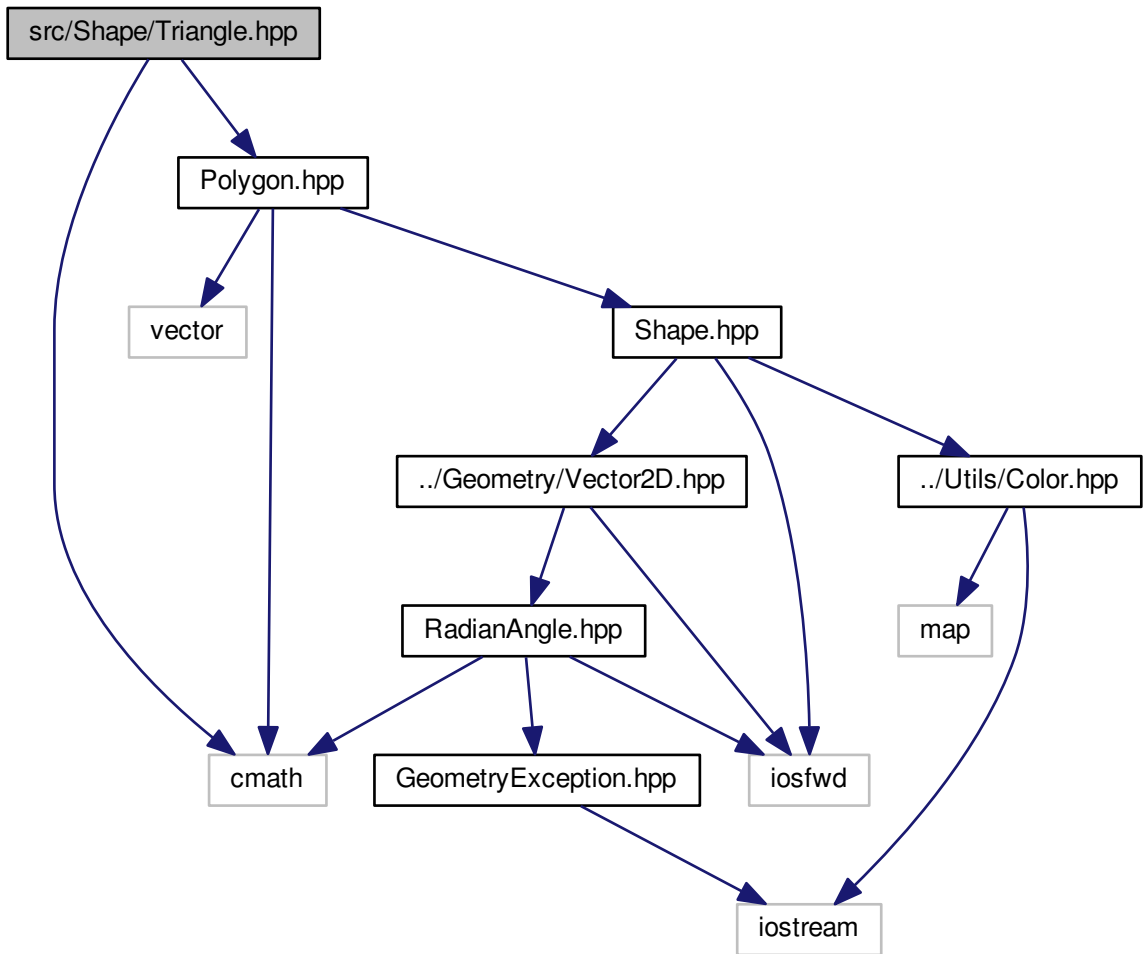 src/Shape/Triangle.hpp
Polygon.hpp
vector
Shape.hpp
../Geometry/Vector2D.hpp
../Utils/Color.hpp
RadianAngle.hpp
map
cmath
GeometryException.hpp
iosfwd
iostream